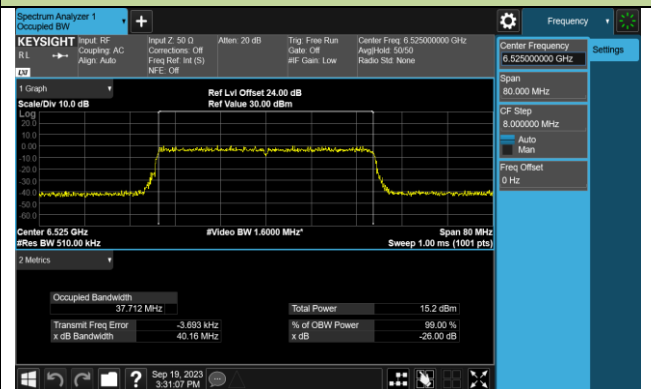 Spectrum Analyzer 1
Occupied BW
Frequency
KEYSIGHT
Input: RF
Input Z: 50 Ω
Atten: 20 dB
Trig: Free Run
Center Freq: 6.525000000 GHz
RL
Coupling: AC
Corrections: Off
Gate: Off
Avg|Hold: 50/50
Align: Auto
Freq Ref: Int (S)
#IF Gain: Low
Radio Std: None
NFE: Off
LXI
Center Frequency
6.525000000 GHz
Settings
Span
80.000 MHz
CF Step
8.000000 MHz
Auto
Man
Freq Offset
0 Hz
1 Graph
Ref Lvl Offset 24.00 dB
Scale/Div 10.0 dB
Ref Value 30.00 dBm
Log
20.0
10.0
0.00
-10.0
-20.0
-30.0
-40.0
-50.0
-60.0
Center 6.525 GHz
#Video BW 1.6000 MHz*
Span 80 MHz
#Res BW 510.00 kHz
Sweep 1.00 ms (1001 pts)
2 Metrics
Occupied Bandwidth
37.712 MHz
Total Power
15.2 dBm
Transmit Freq Error
-3.693 kHz
% of OBW Power
99.00 %
x dB Bandwidth
40.16 MHz
x dB
-26.00 dB
?
Sep 19, 2023
3:31:07 PM